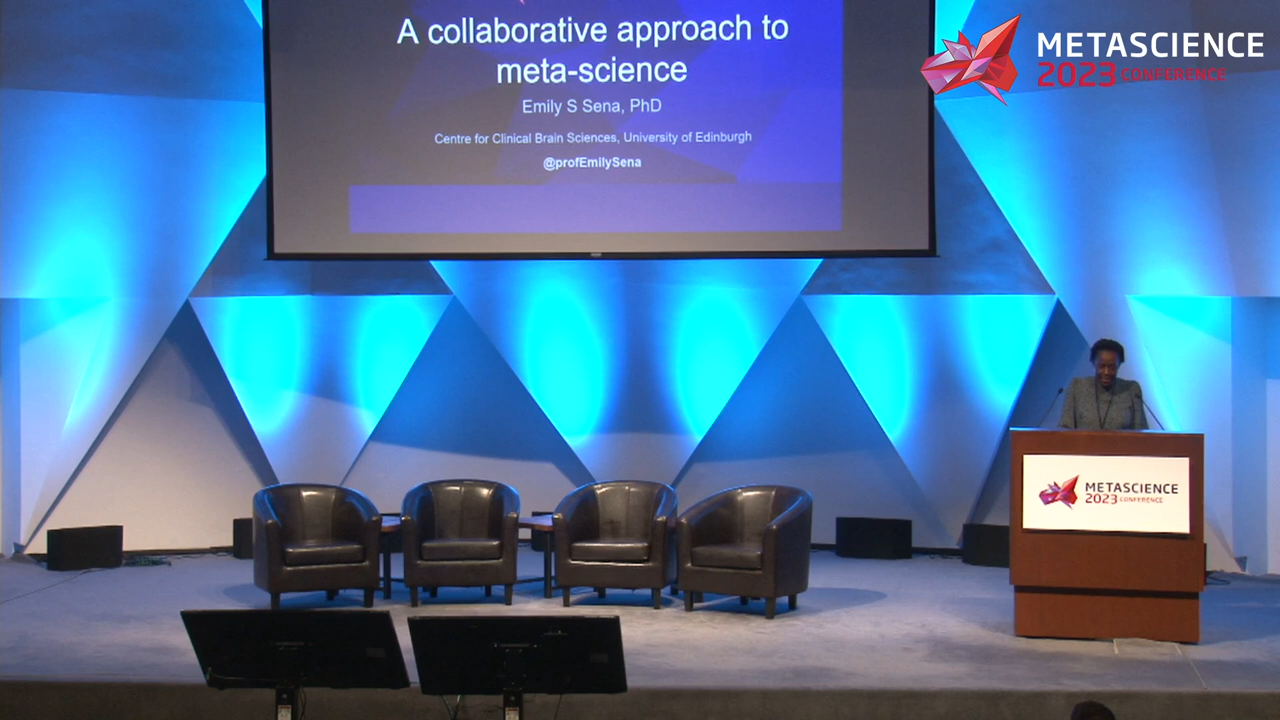 A collaborative approach to
meta-science
Emily S Sena, PhD
Centre for Clinical Brain Sciences, University of Edinburgh
@profEmilySena
METASCIENCE
2023 CONFERENCE
METASCIENCE
2023 CONFERENCE